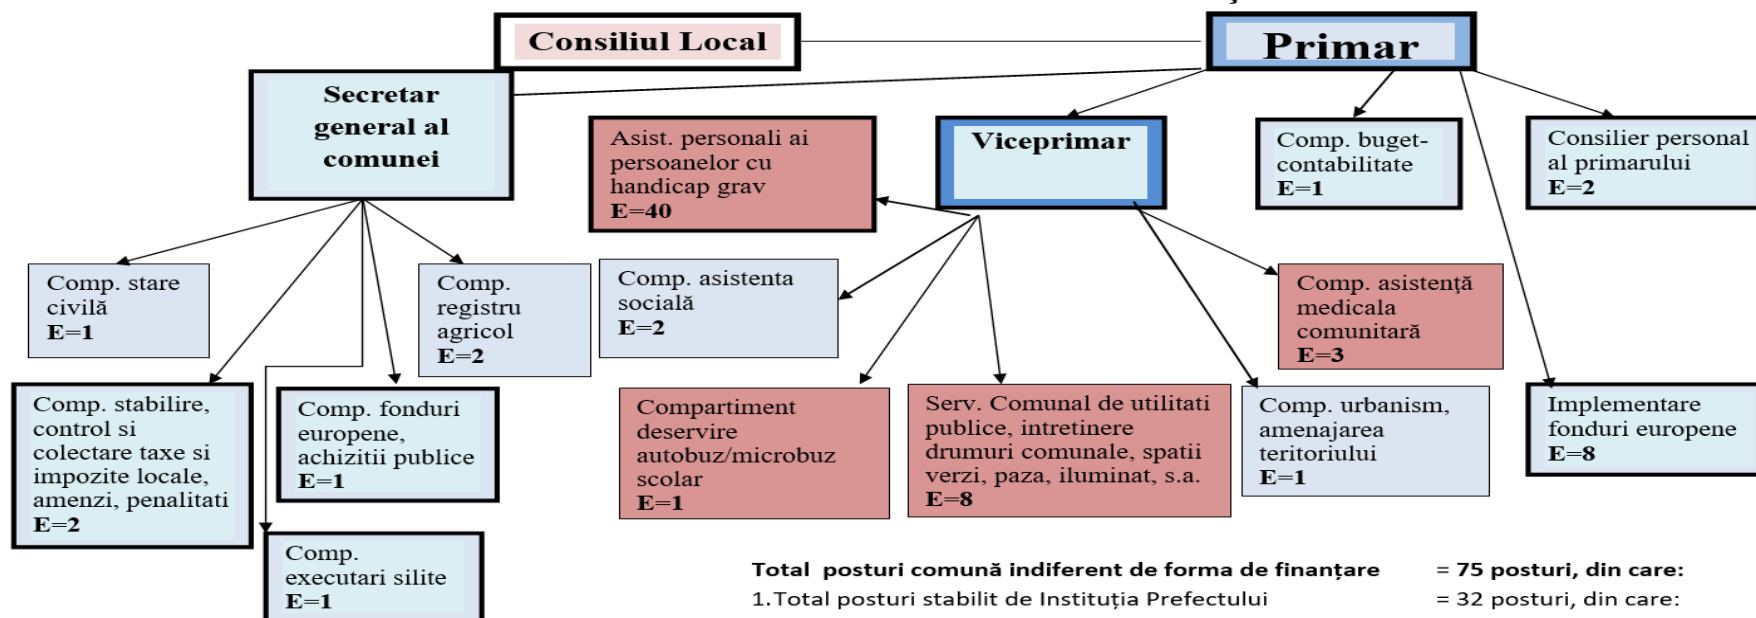 Consiliul Local
Primar
Secretar
general al
comunei
Asist. personali ai
persoanelor cu
handicap grav
E=40
Viceprimar
Comp. buget-
contabilitate
E=1
Consilier personal
al primarului
E=2
Comp. stare
civilă
E=1
Comp.
registru
agricol
E=2
Comp. asistenta
socială
E=2
Comp. asistenţă
medicala
comunitară
E=3
Comp. stabilire,
control si
colectare taxe si
impozite locale,
amenzi, penalitati
E=2
Comp. fonduri
europene,
achizitii publice
E=1
Compartiment
deservire
autobuz/microbuz
scolar
E=1
Serv. Comunal de utilitati
publice, intretinere
drumuri comunale, spatii
verzi, paza, iluminat, s.a.
E=8
Comp. urbanism,
amenajarea
teritoriului
E=1
Implementare
fonduri europene
E=8
Comp.
executari silite
E=1
Total posturi comună indiferent de forma de finanțare = 75 posturi, din care:
1.Total posturi stabilit de Instituția Prefectului = 32 posturi, din care: